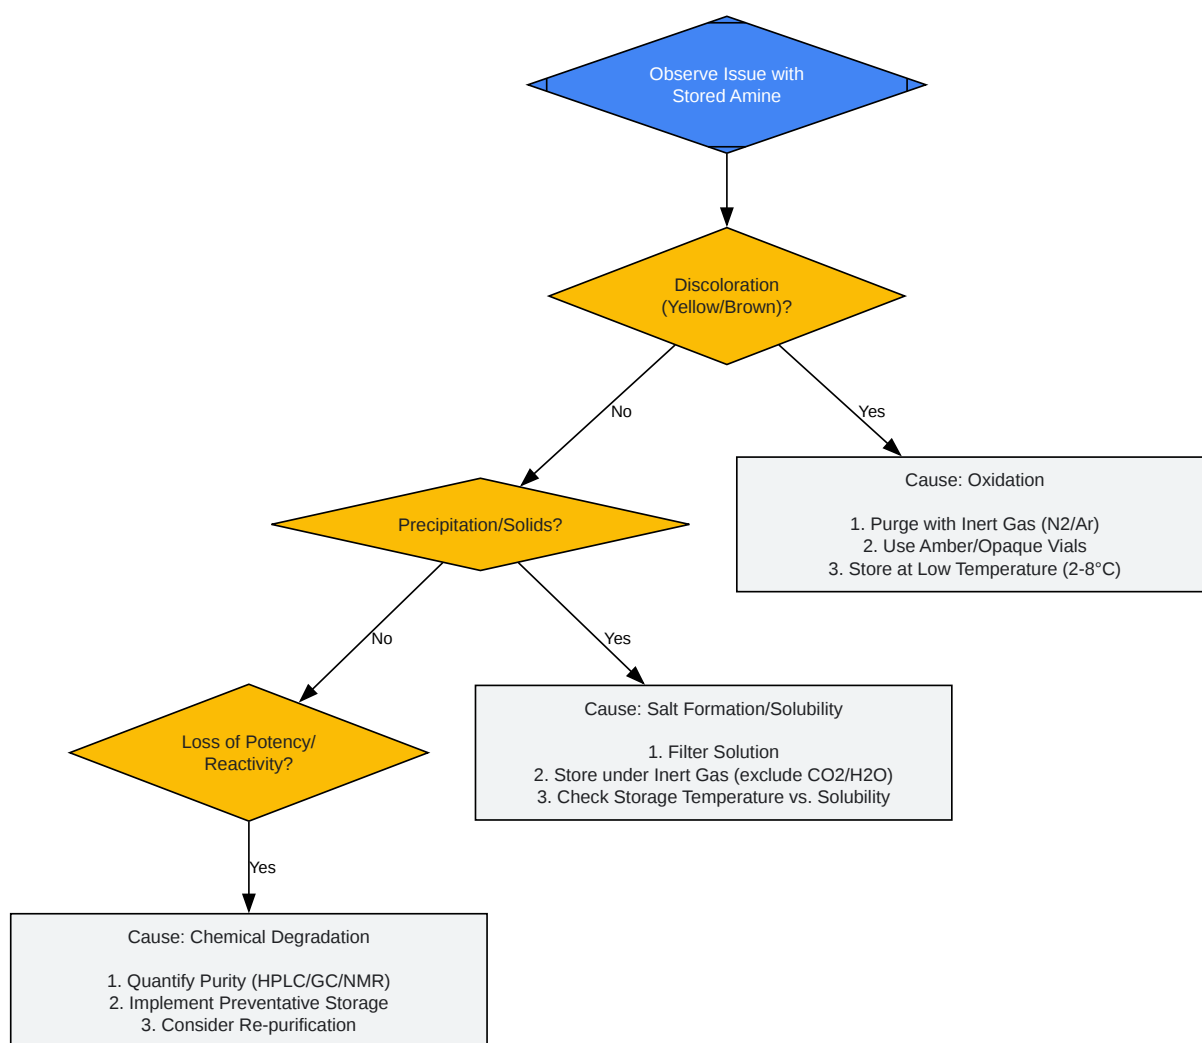 Observe Issue with
Stored Amine
Discoloration
(Yellow/Brown)?
No
Yes
Cause: Oxidation
1. Purge with Inert Gas (N2/Ar)
2. Use Amber/Opaque Vials
3. Store at Low Temperature (2-8°C)
Precipitation/Solids?
No
Yes
Cause: Salt Formation/Solubility
1. Filter Solution
2. Store under Inert Gas (exclude CO2/H2O)
3. Check Storage Temperature vs. Solubility
Loss of Potency/
Reactivity?
Yes
Cause: Chemical Degradation
1. Quantify Purity (HPLC/GC/NMR)
2. Implement Preventative Storage
3. Consider Re-purification